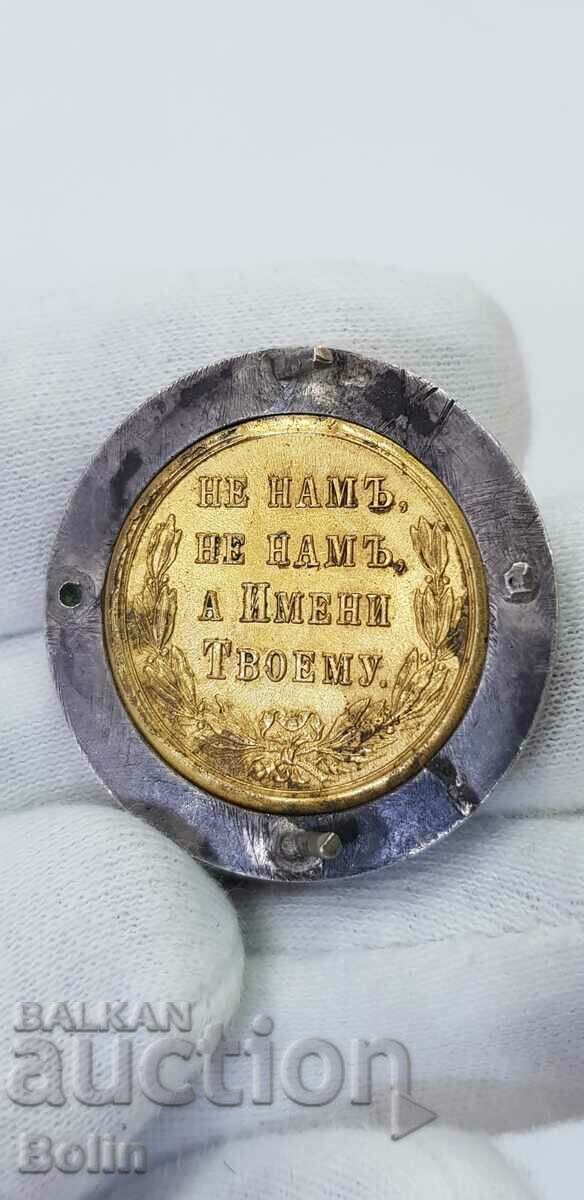 НЕ НАМЪ,
НЕ НАМЪ,
А ИМЕНИ
ТВОЕМУ.
BALKAN
auction
Bolin